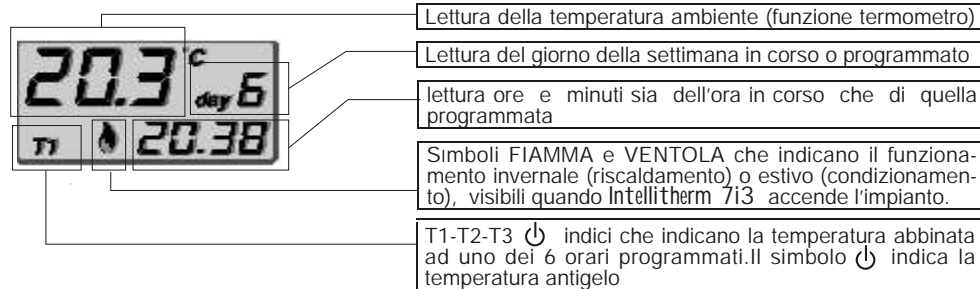 20.3 °C
day 6
T1 20.38
Lettura della temperatura ambiente (funzione termometro)
Lettura del giorno della settimana in corso o programmato
lettura ore e minuti sia dell'ora in corso che di quella
programmata
Simboli FIAMMA e VENTOLA che indicano il funziona-
mento invernale (riscaldamento) o estivo (condizionamen-
to), visibili quando Intellitherm 7i3 accende l'impianto.
T1-T2-T3 ⏻ indici che indicano la temperatura abbinata
ad uno dei 6 orari programmati.Il simbolo ⏻ indica la
temperatura antigelo